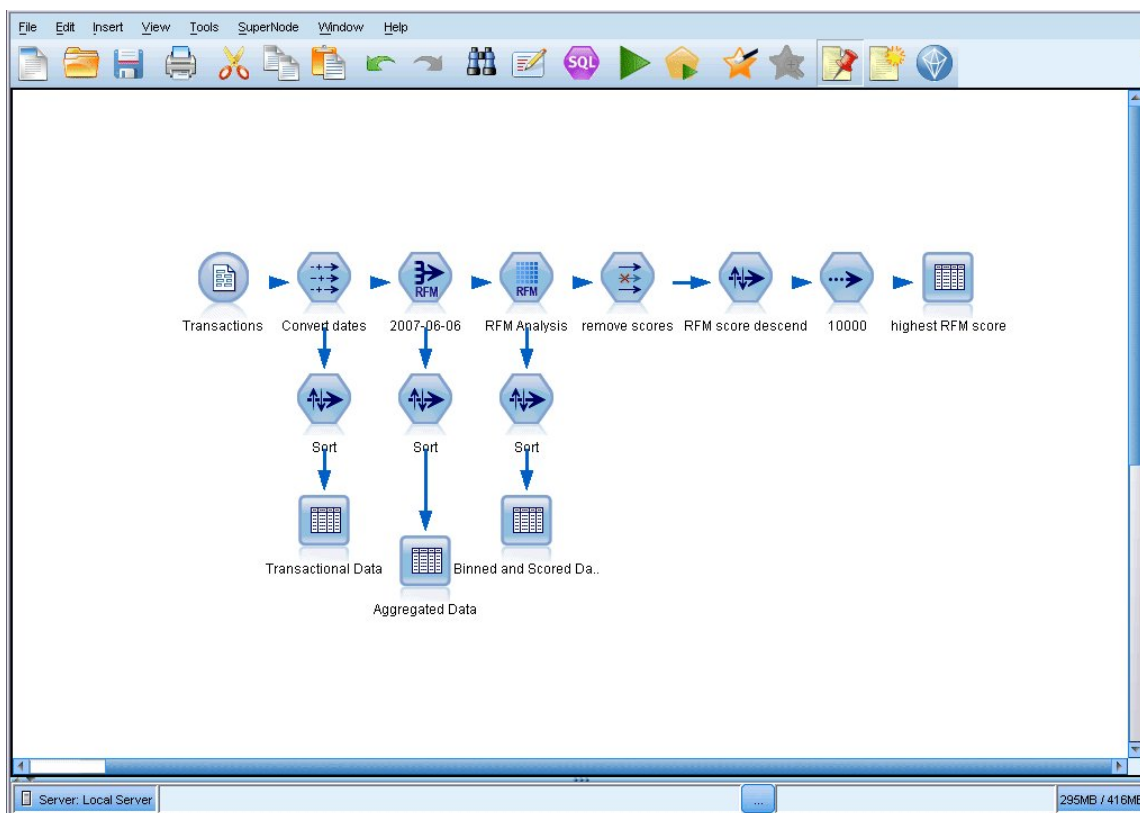 File Edit Insert View Tools SuperNode Window Help
SQL
RFM
RFM
Transactions Convert dates 2007-06-06 RFM Analysis remove scores RFM score descend 10000 highest RFM score
Sort Sort Sort
Transactional Data Binned and Scored Da..
Aggregated Data
Server: Local Server ... 295MB / 416MB